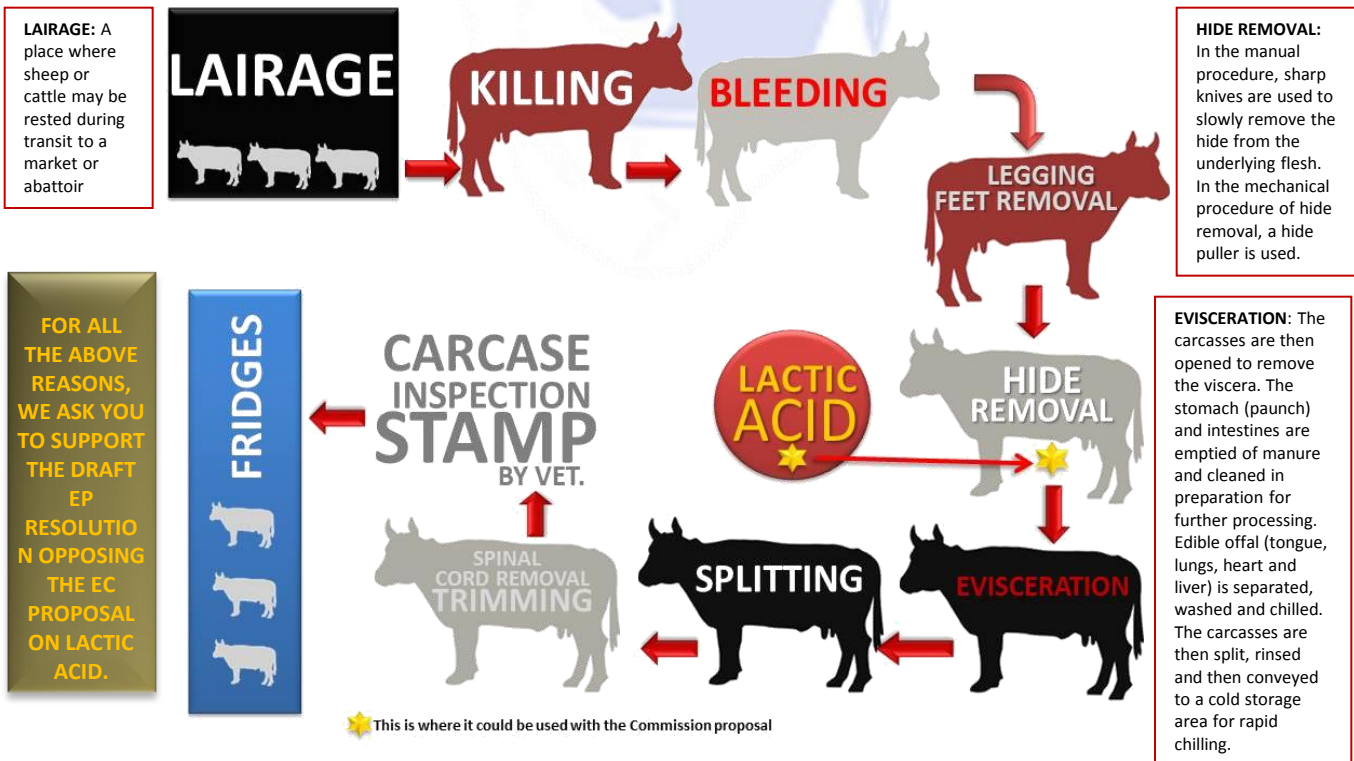 LAIRAGE: A
place where
sheep or
cattle may be
rested during
transit to a
market or
abattoir
LAIRAGE
KILLING
BLEEDING
LEGGING
FEET REMOVAL
HIDE REMOVAL:
In the manual
procedure, sharp
knives are used to
slowly remove the
hide from the
underlying flesh.
In the mechanical
procedure of hide
removal, a hide
puller is used.
HIDE
REMOVAL
LACTIC
ACID
EVISCERATION: The
carcasses are then
opened to remove
the viscera. The
stomach (paunch)
and intestines are
emptied of manure
and cleaned in
preparation for
further processing.
Edible offal (tongue,
lungs, heart and
liver) is separated,
washed and chilled.
The carcasses are
then split, rinsed
and then conveyed
to a cold storage
area for rapid
chilling.
EVISCERATION
SPLITTING
SPINAL
CORD REMOVAL
TRIMMING
CARCASE
INSPECTION
STAMP
BY VET.
FRIDGES
FOR ALL
THE ABOVE
REASONS,
WE ASK YOU
TO SUPPORT
THE DRAFT
EP
RESOLUTIO
N OPPOSING
THE EC
PROPOSAL
ON LACTIC
ACID.
This is where it could be used with the Commission proposal